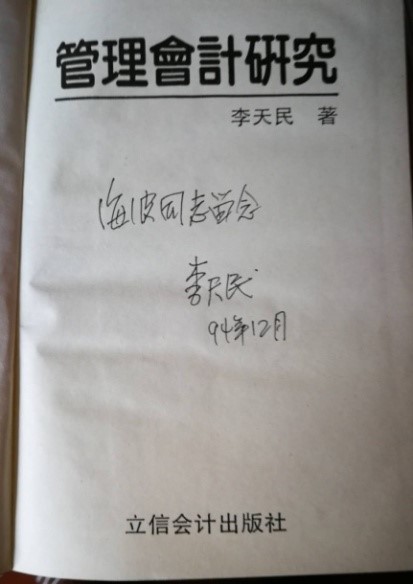 管理會計研究
李天民 著
海波同志留念
李天民
94年12月
立信会计出版社